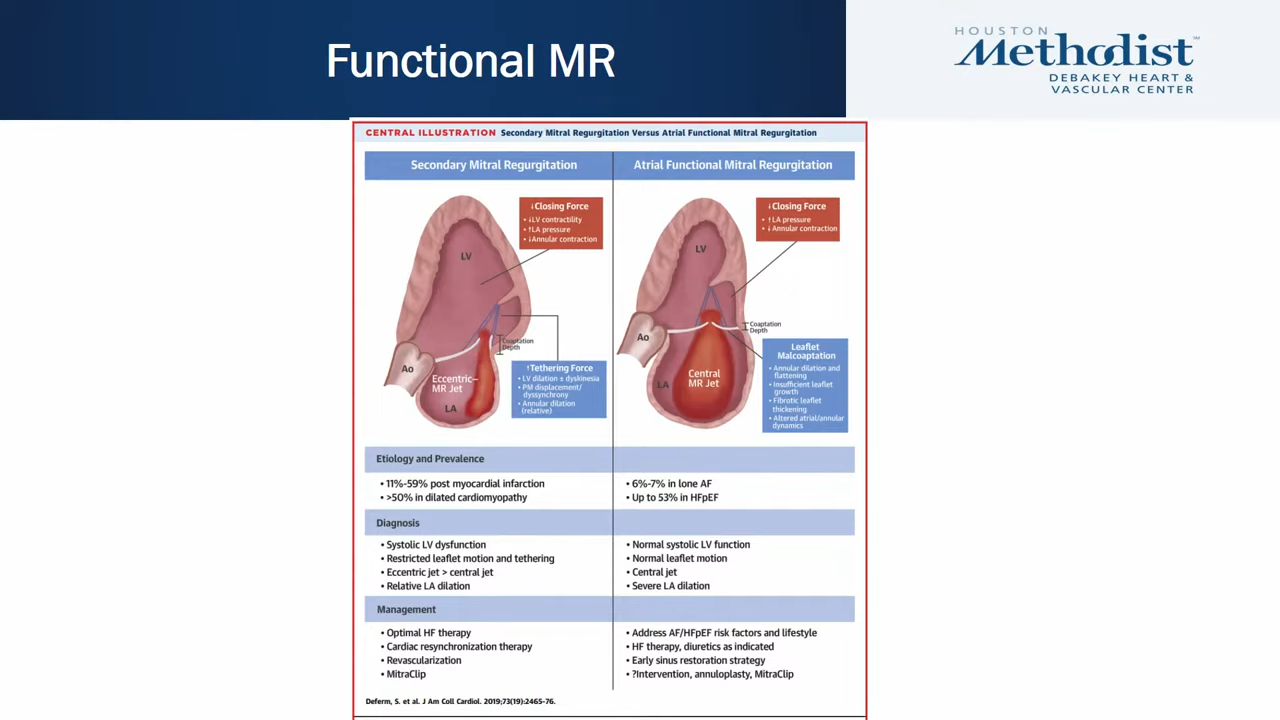 Functional MR
HOUSTON
Methodist
DEBAKEY HEART &
VASCULAR CENTER
CENTRAL ILLUSTRATION Secondary Mitral Regurgitation Versus Atrial Functional Mitral Regurgitation
Secondary Mitral Regurgitation
↓Closing Force
• ↓LV contractility
• ↑LA pressure
• ↓Annular contraction
LV
Coaptation
Depth
Ao
Eccentric
MR Jet
LA
↑Tethering Force
• LV dilation ± dyskinesia
• PM displacement/
dyssynchrony
• Annular dilation
(relative)
Atrial Functional Mitral Regurgitation
↓Closing Force
• ↑LA pressure
• ↓ Annular contraction
LV
Coaptation
Depth
Ao
Central
MR Jet
LA
Leaflet
Malcoaptation
• Annular dilation and
flattening
• Insufficient leaflet
growth
• Fibrotic leaflet
thickening
• Altered atrial/annular
dynamics
Etiology and Prevalence
• 11%-59% post myocardial infarction
• >50% in dilated cardiomyopathy
• 6%-7% in lone AF
• Up to 53% in HFpEF
Diagnosis
• Systolic LV dysfunction
• Restricted leaflet motion and tethering
• Eccentric jet > central jet
• Relative LA dilation
• Normal systolic LV function
• Normal leaflet motion
• Central jet
• Severe LA dilation
Management
• Optimal HF therapy
• Cardiac resynchronization therapy
• Revascularization
• MitraClip
• Address AF/HFpEF risk factors and lifestyle
• HF therapy, diuretics as indicated
• Early sinus restoration strategy
• ?Intervention, annuloplasty, MitraClip
Deferm, S. et al. J Am Coll Cardiol. 2019;73(19):2465-76.